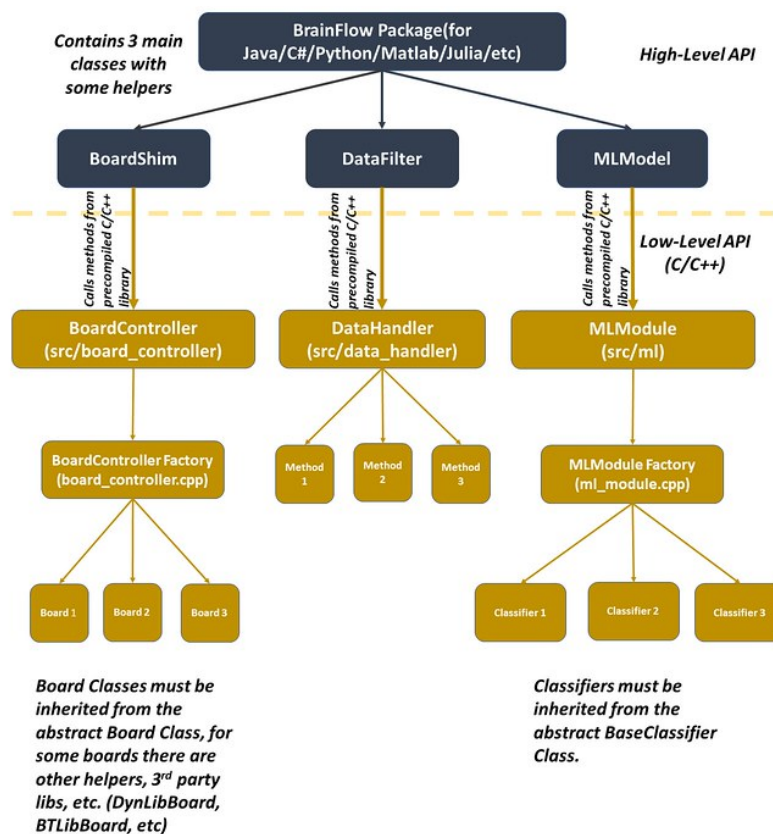 Contains 3 main
classes with
some helpers
BrainFlow Package(for
Java/C#/Python/Matlab/Julia/etc)
High-Level API
BoardShim
DataFilter
MLModel
Calls methods from
precompiled C/C++
library
Calls methods from
precompiled C/C++
library
Calls methods from
precompiled C/C++
library
Low-Level API
(C/C++)
BoardController
(src/board_controller)
DataHandler
(src/data_handler)
MLModule
(src/ml)
BoardController Factory
(board_controller.cpp)
Method
1
Method
2
Method
3
MLModule Factory
(ml_module.cpp)
Board 1
Board 2
Board 3
Classifier 1
Classifier 2
Classifier 3
Board Classes must be
inherited from the
abstract Board Class, for
some boards there are
other helpers, 3rd party
libs, etc. (DynLibBoard,
BTLibBoard, etc)
Classifiers must be
inherited from the
abstract BaseClassifier
Class.